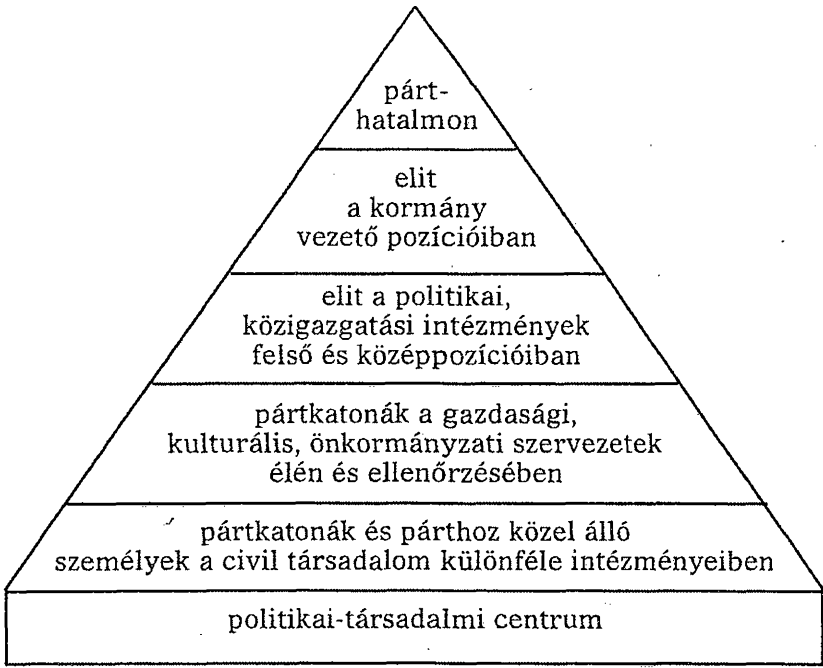 párt-
hatalmon
elit
a kormány
vezető pozícióiban
elit a politikai,
közigazgatási intézmények
felső és középpozícióiban
pártkatonák a gazdasági,
kulturális, önkormányzati szervezetek
élén és ellenőrzésében
pártkatonák és párthoz közel álló
személyek a civil társadalom különféle intézményeiben
politikai-társadalmi centrum